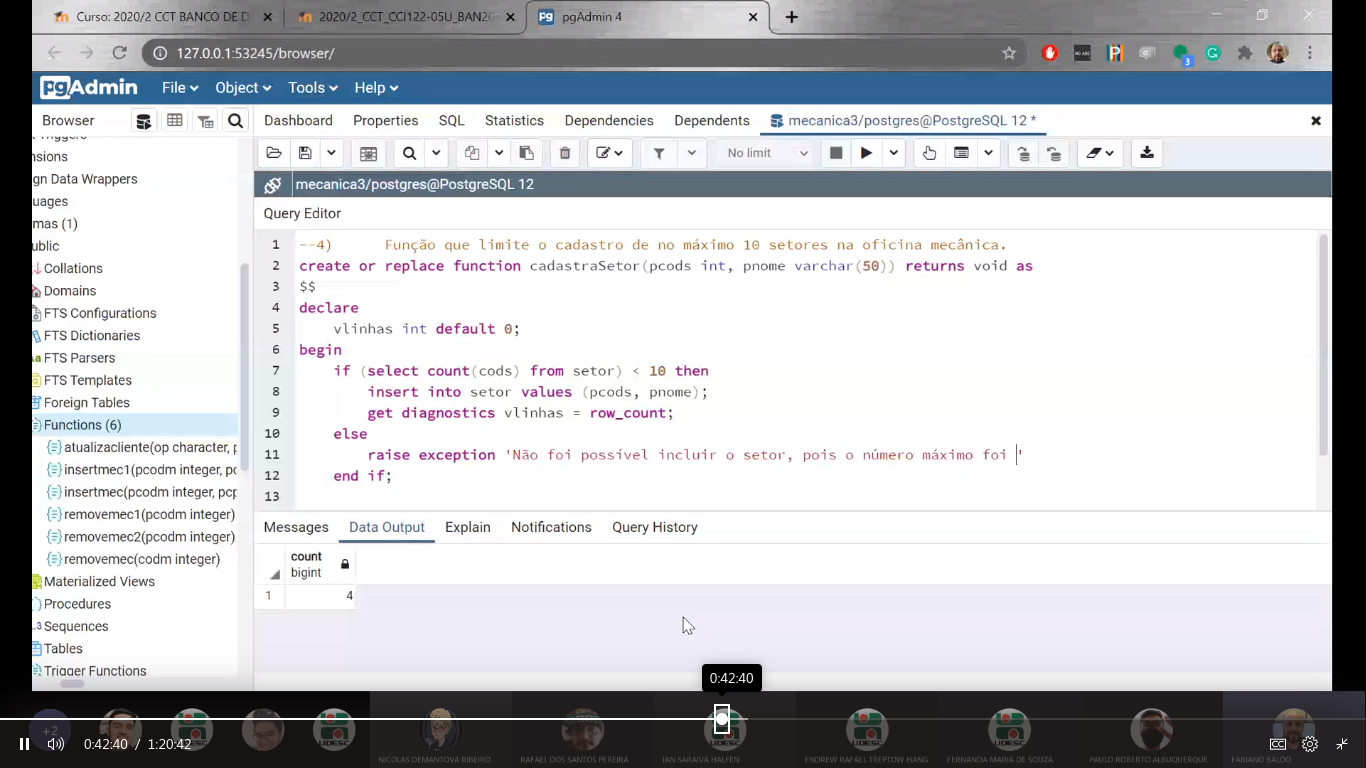 Curso: 2020/2 CCT BANCO DE D
2020/2_CCT_CCI122-05U_BAN2
pgAdmin 4
127.0.0.1:53245/browser/
3
pgAdmin
File
Object
Tools
Help
Browser
Dashboard
Properties
SQL
Statistics
Dependencies
Dependents
mecanica3/postgres@PostgreSQL 12 *
No limit
mecanica3/postgres@PostgreSQL 12
Query Editor
nsions
gn Data Wrappers
uages
mas (1)
ublic
Collations
Domains
FTS Configurations
FTS Dictionaries
FTS Parsers
FTS Templates
Foreign Tables
Functions (6)
atualizacliente(op character, p
insertmec1(pcodm integer, pc
insertmec(pcodm integer, pcp
removemec1(pcodm integer)
removemec2(pcodm integer)
removemec(codm integer)
Materialized Views
Procedures
Sequences
Tables
Trigger Functions
1 --4) Função que limite o cadastro de no máximo 10 setores na oficina mecânica.
2 create or replace function cadastraSetor(pcods int, pnome varchar(50)) returns void as
3 $$
4 declare
5 vlinhas int default 0;
6 begin
7 if (select count(cods) from setor) < 10 then
8 insert into setor values (pcods, pnome);
9 get diagnostics vlinhas = row_count;
10 else
11 raise exception 'Não foi possível incluir o setor, pois o número máximo foi '
12 end if;
13
Messages
Data Output
Explain
Notifications
Query History
count
bigint
1 4
0:42:40
+2
UDESC
UDESC
UDESC
UDESC
UDESC
0:42:40 / 1:20:42
CC
NICOLAS DEMANTOVA RIBEIRO
RAFAEL DOS SANTOS PEREIRA
IAN SARAIVA HALFEN
ENDREW RAFAEL TREPTOW HANG
FERNANDA MARIA DE SOUZA
PAULO ROBERTO ALBUQUERQUE
FABIANO BALDO